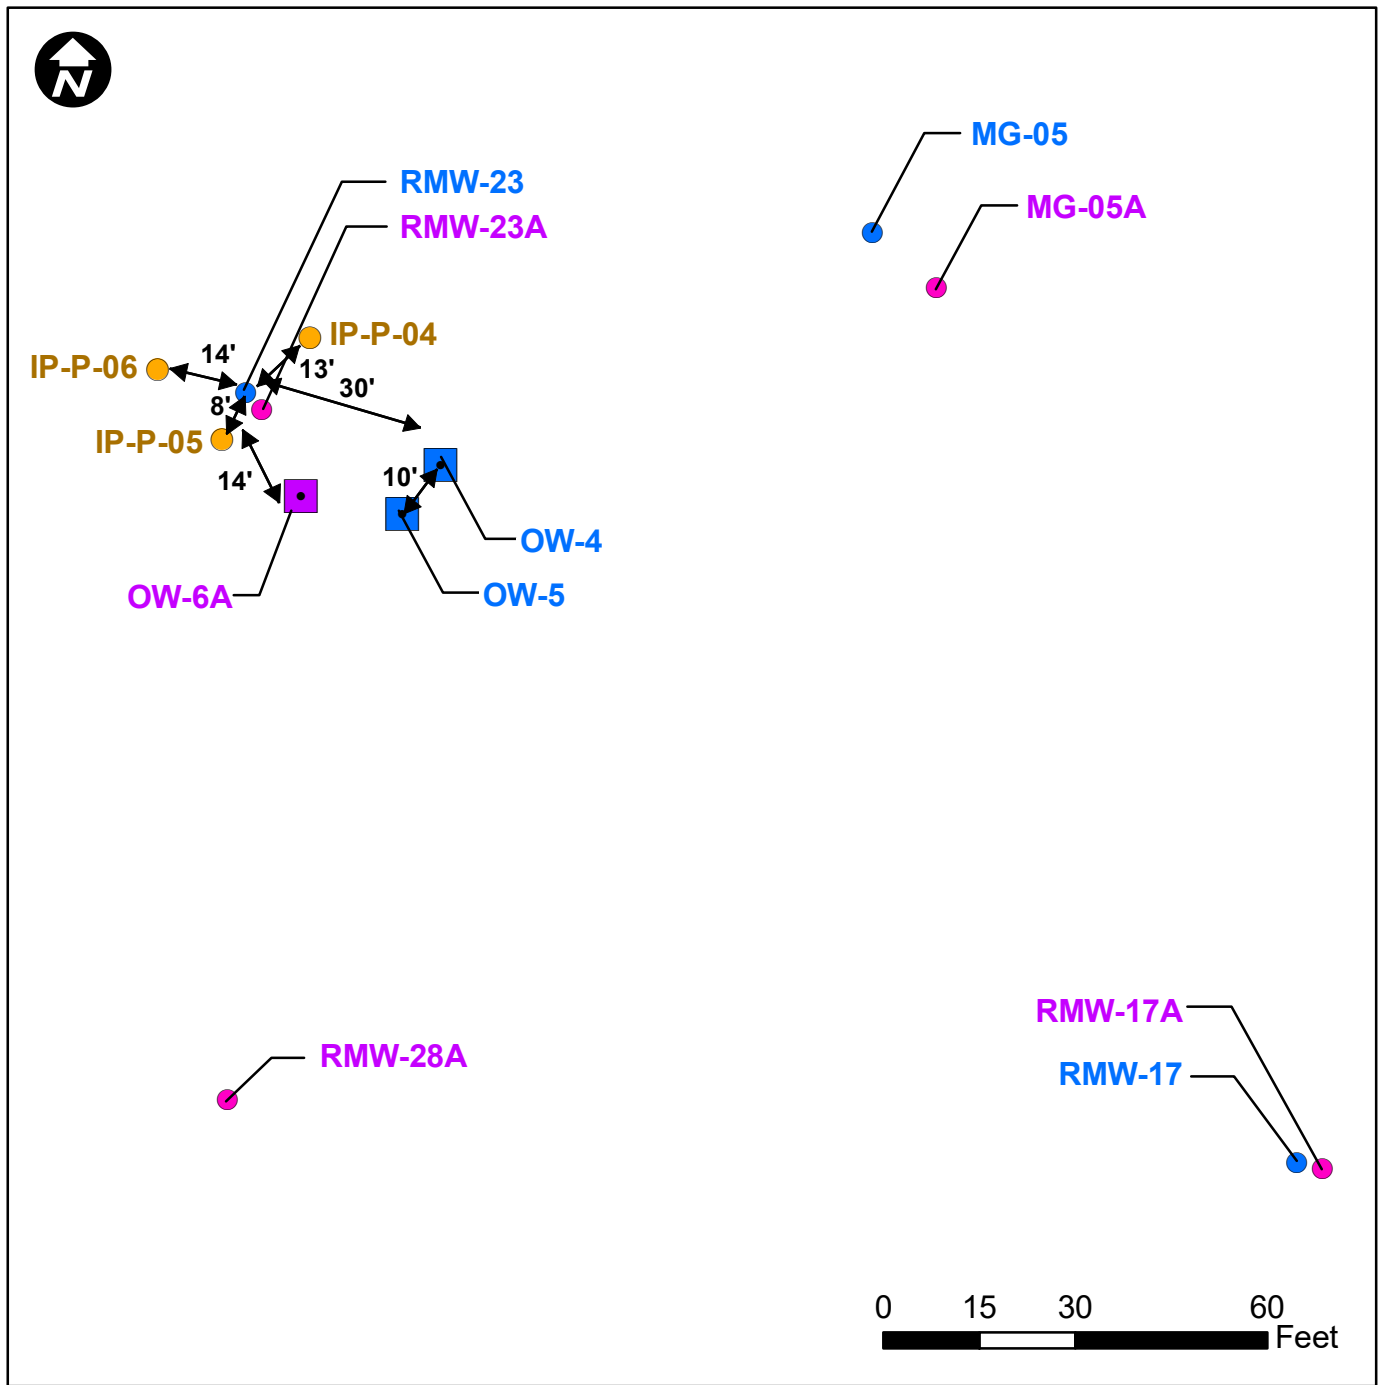 N
MG-05
RMW-23
MG-05A
RMW-23A
IP-P-04
14'
IP-P-06
13'
30'
8'
IP-P-05
14'
10'
OW-4
OW-6A
OW-5
RMW-17A
RMW-28A
RMW-17
0 15 30 60
Feet